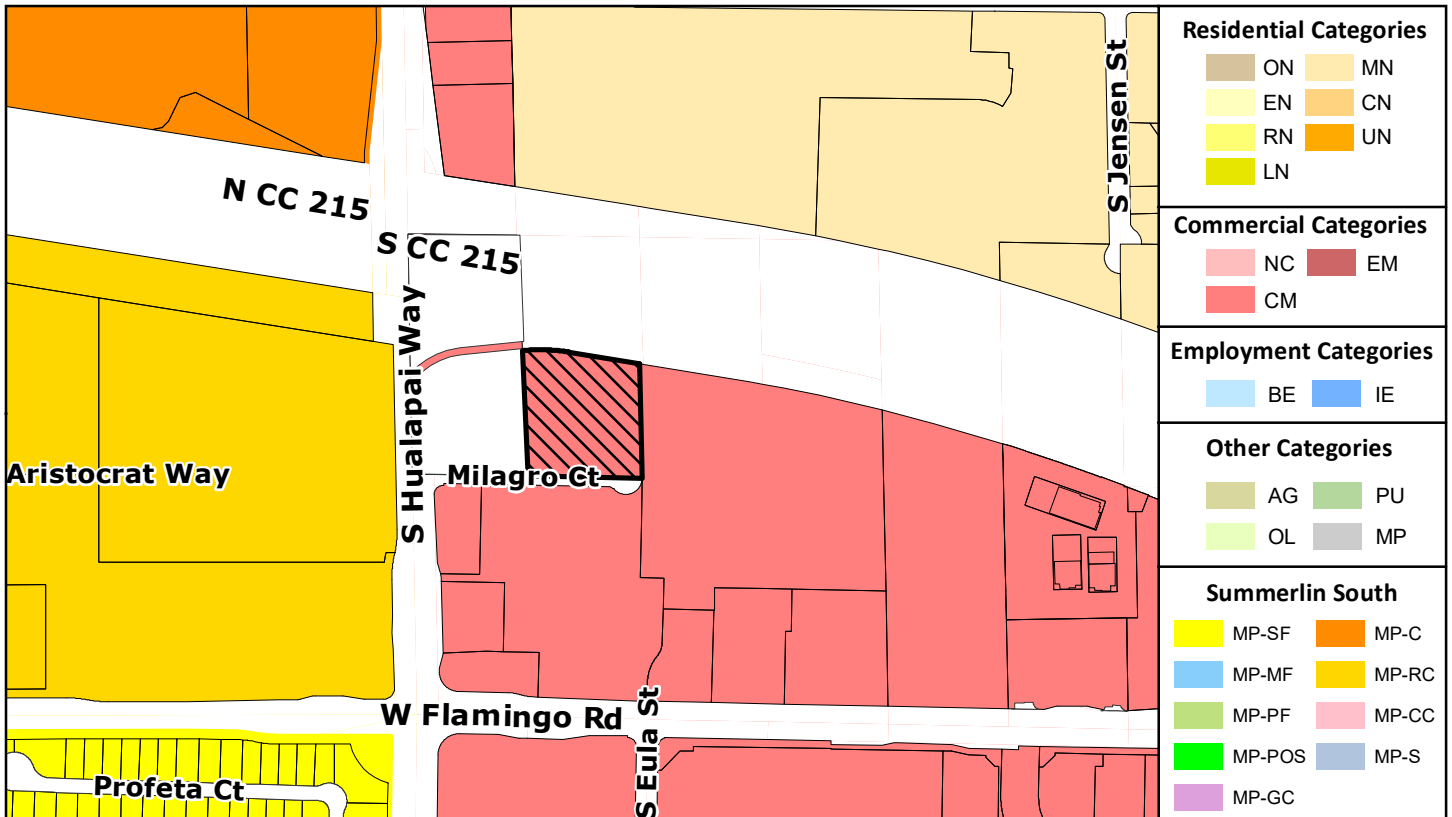 S Jensen St
N CC 215
S CC 215
S Hualapai Way
Aristocrat Way
Milagro Ct
W Flamingo Rd
S Eula St
Profeta Ct
Residential Categories
ON MN
EN CN
RN UN
LN
Commercial Categories
NC EM
CM
Employment Categories
BE IE
Other Categories
AG PU
OL MP
Summerlin South
MP-SF MP-C
MP-MF MP-RC
MP-PF MP-CC
MP-POS MP-S
MP-GC